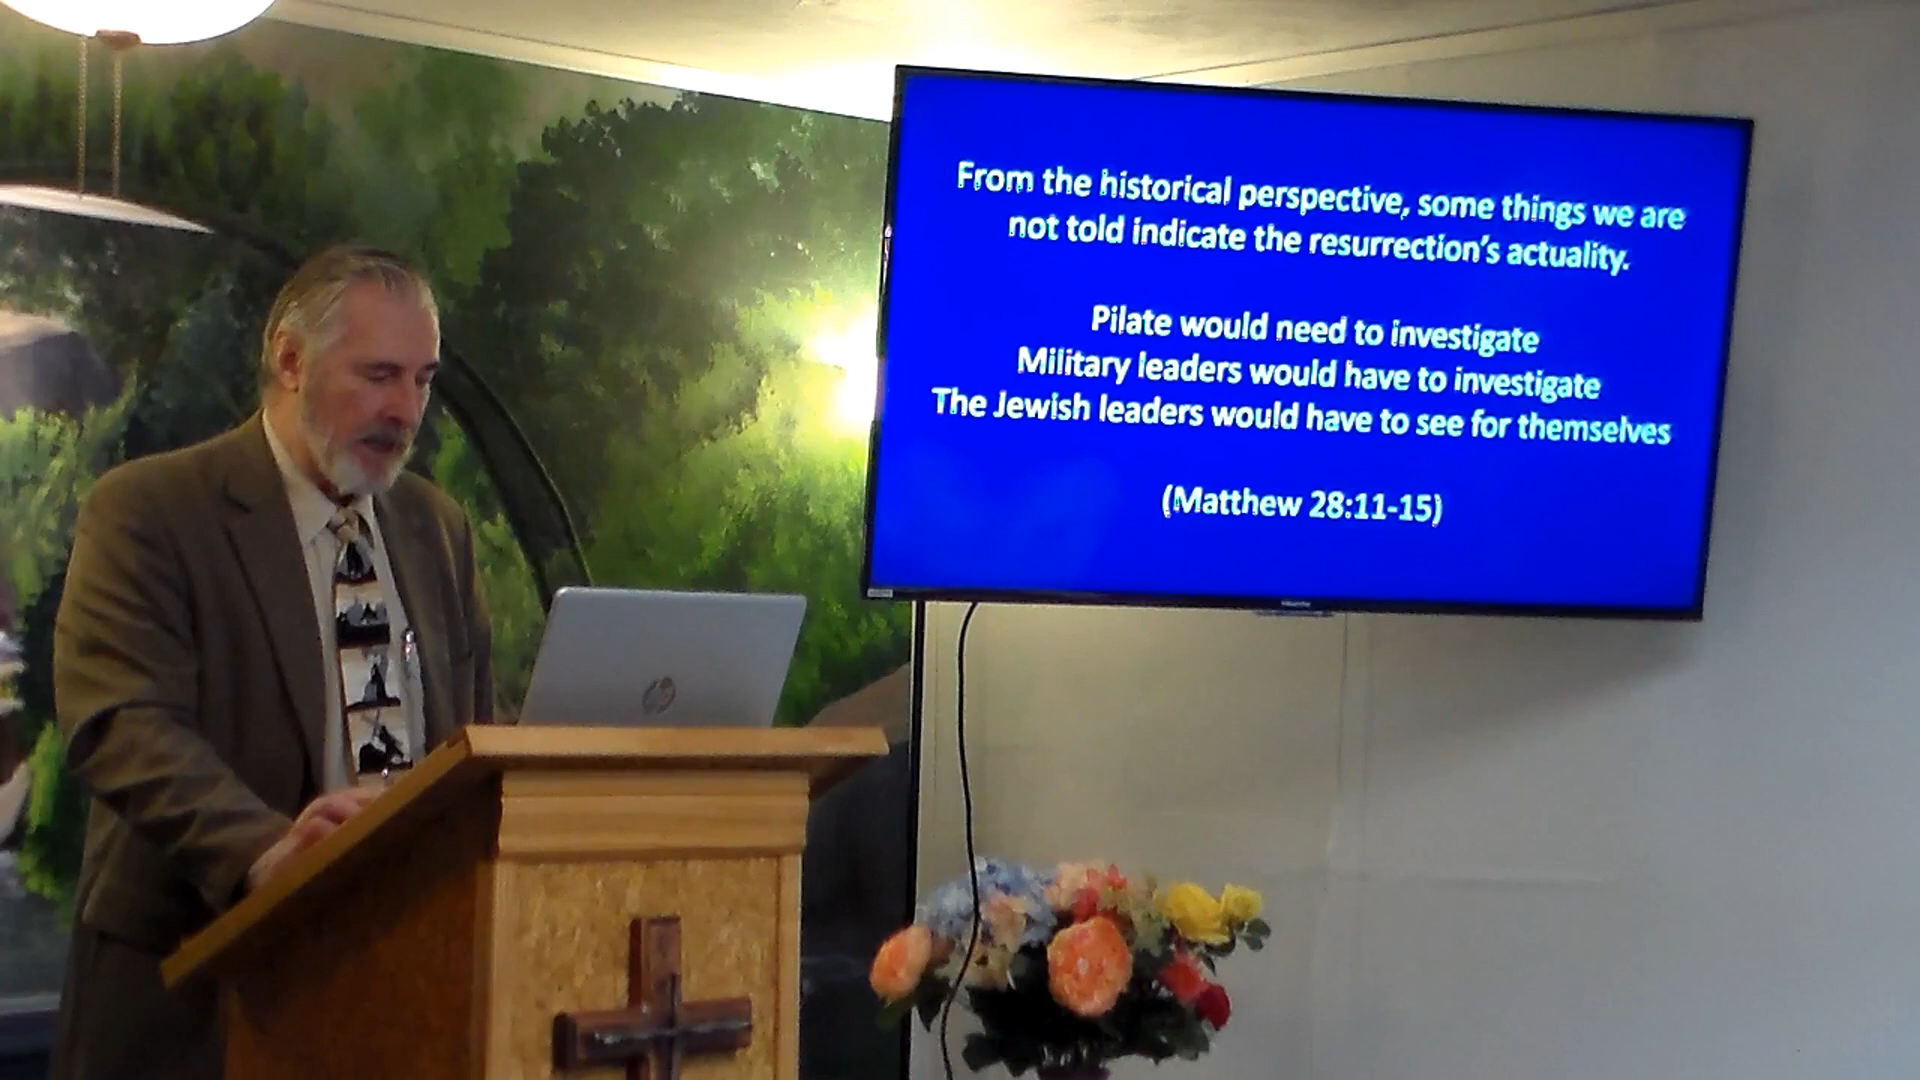 From the historical perspective, some things we are
not told indicate the resurrection's actuality.
Pilate would need to investigate
Military leaders would have to investigate
The Jewish leaders would have to see for themselves
(Matthew 28:11-15)
hp